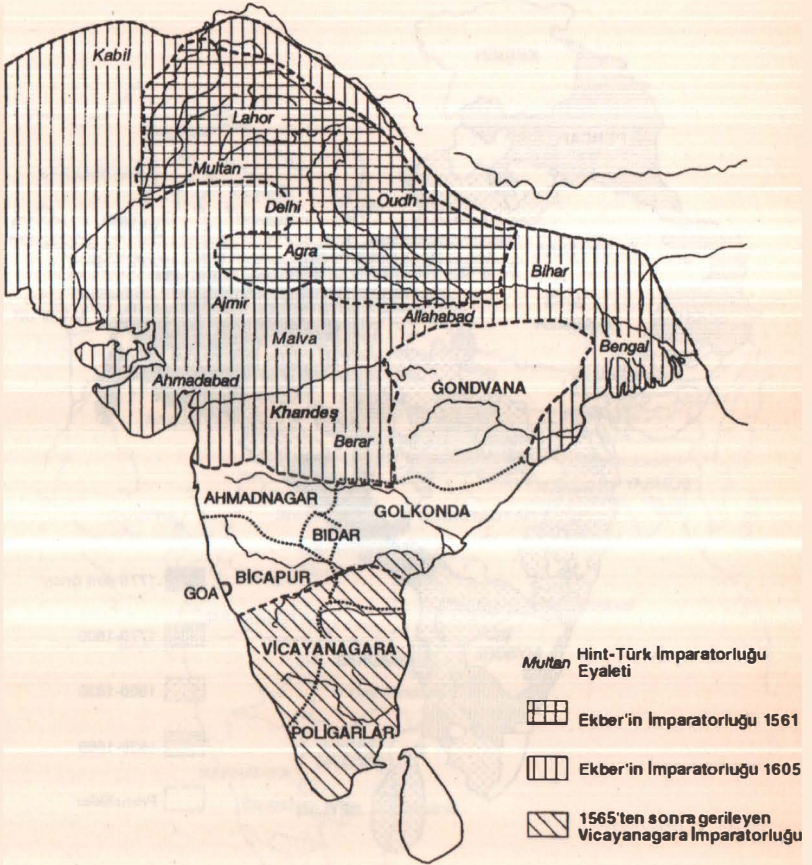 Kabil
Lahor
Multan
Delhi
Oudh
Agra
Bihar
Ajmir
Allahabad
Malva
Bengal
Ahmadabad
GONDVANA
Khandeş
Berar
AHMADNAGAR
GOLKONDA
BIDAR
BİCAPUR
GOA
VİCAYANAGARA
POLİGARLAR
Multan Hint-Türk İmparatorluğu
Eyaleti
Ekber'in İmparatorluğu 1561
Ekber'in İmparatorluğu 1605
1565'ten sonra gerileyen
Vicayanagara İmparatorluğu